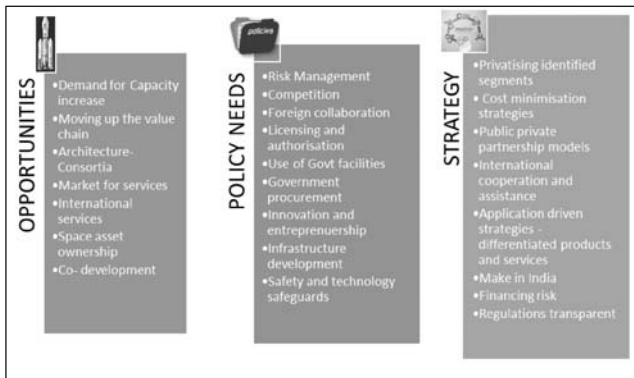 OPPORTUNITIES
•Demand for Capacity
increase
•Moving up the value
chain
•Architecture-
Consortia
•Market for services
•International
services
•Space asset
ownership
•Co- development
policies
POLICY NEEDS
•Risk Management
•Competition
•Foreign collaboration
•Licensing and
authorisation
•Use of Govt facilities
•Government
procurement
•Innovation and
entreprenuership
•Infrastructure
development
•Safety and technology
safeguards
STRATEGY
•Privatising identified
segments
• Cost minimisation
strategies
•Public private
partnership models
•International
cooperation and
assistance
•Application driven
strategies -
differentiated products
and services
•Make in India
•Financing risk
•Regulations transparent